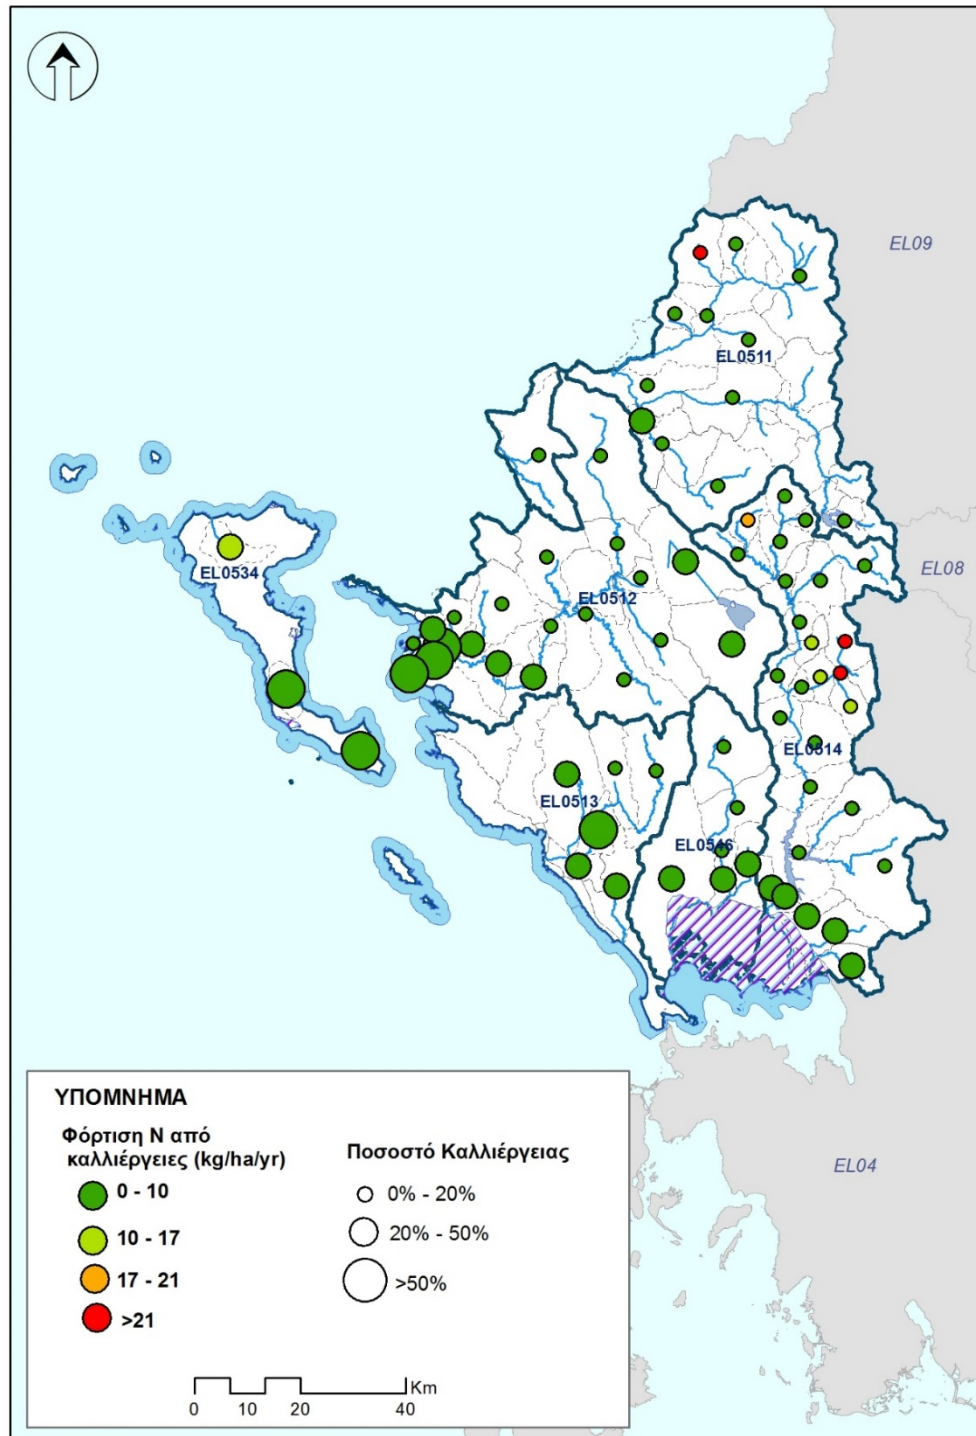 EL09
EL0511
EL08
EL0534
EL0512
EL0514
EL0513
EL0546
EL04
ΥΠΟΜΝΗΜΑ
Φόρτιση Ν από
καλλιέργειες (kg/ha/yr)
0 - 10
10 - 17
17 - 21
>21
Ποσοστό Καλλιέργειας
0% - 20%
20% - 50%
>50%
Km
0 10 20 40